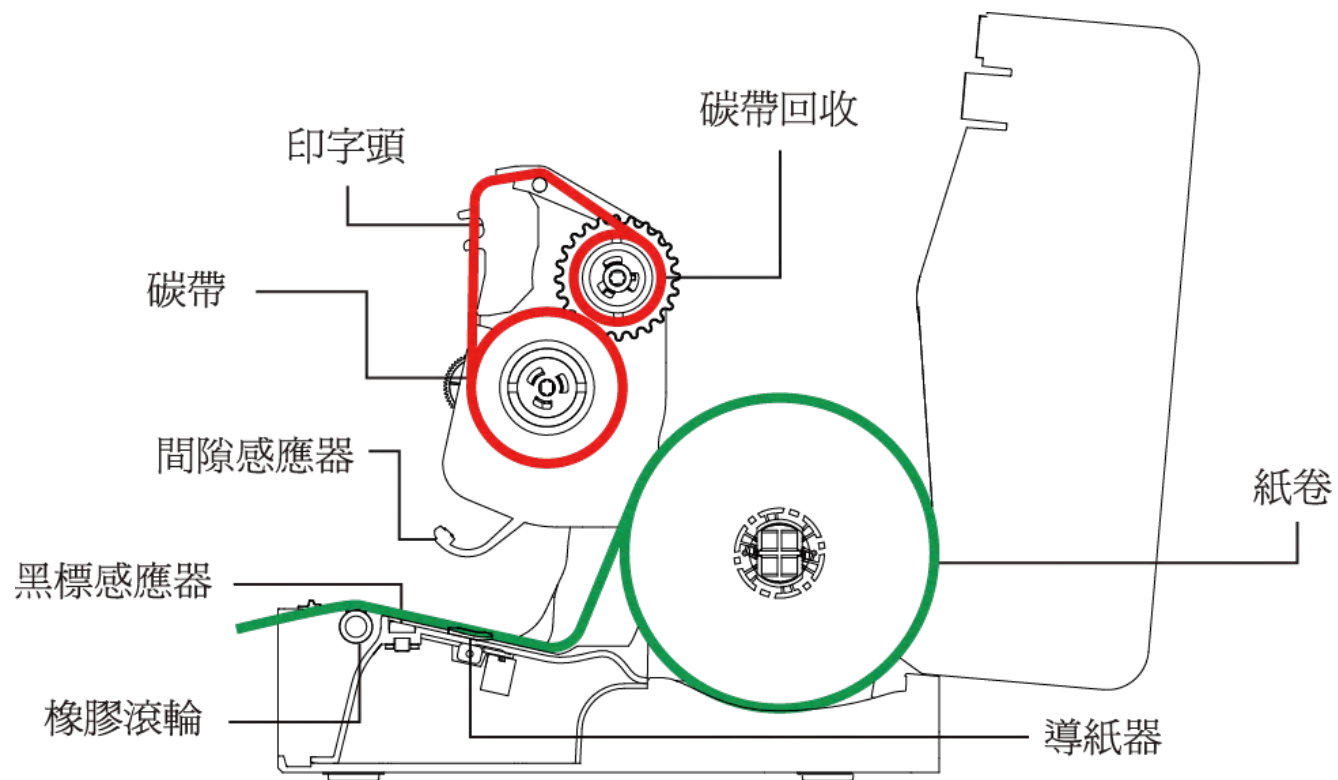 碳帶回收
印字頭
碳帶
間隙感應器
紙卷
黑標感應器
橡膠滾輪
導紙器